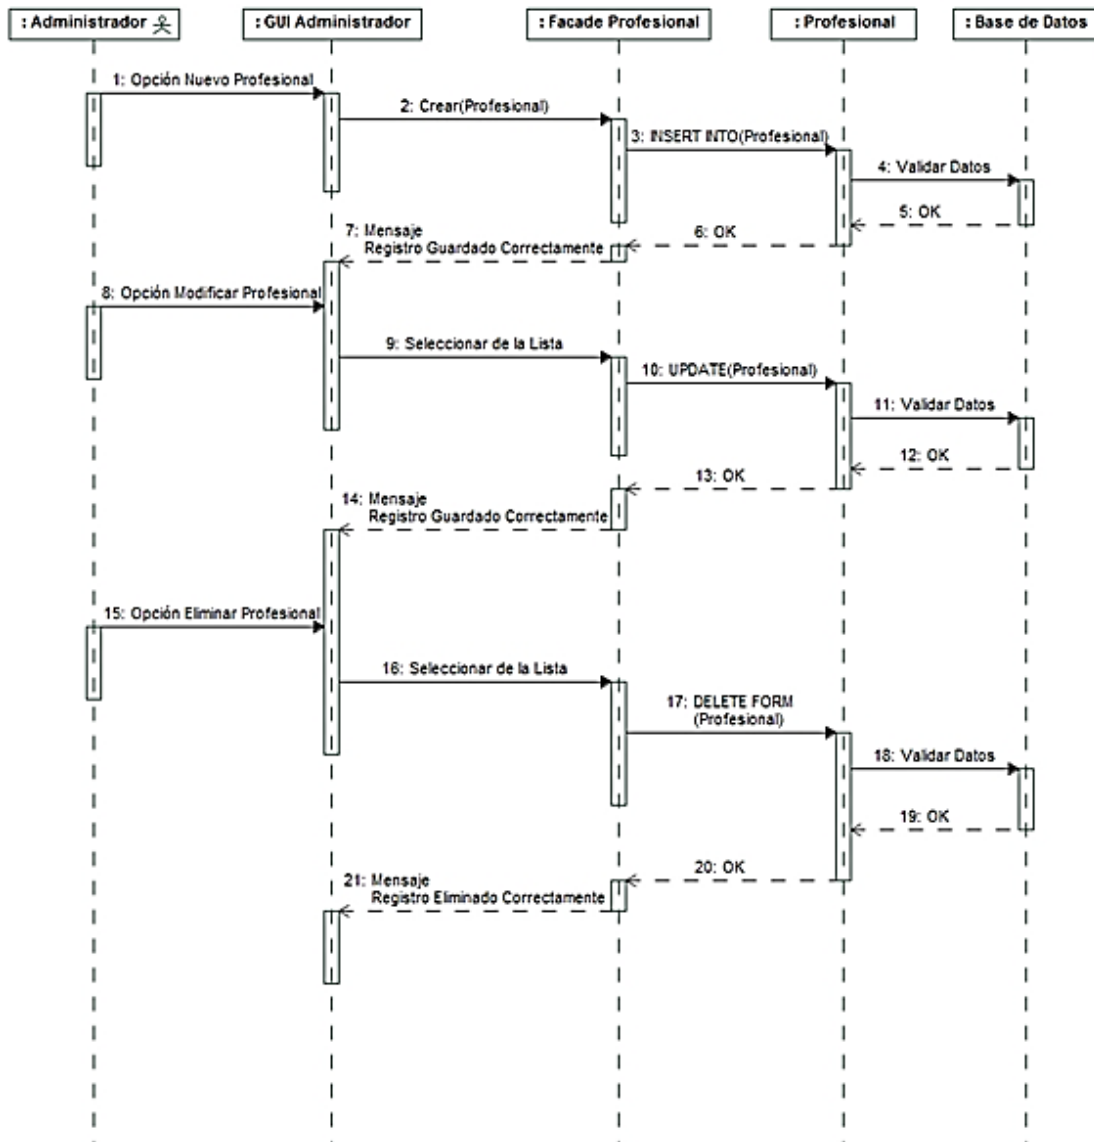 : Administrador
: GUI Administrador
: Facade Profesional
: Profesional
: Base de Datos
1: Opción Nuevo Profesional
2: Crear(Profesional)
3: INSERT INTO(Profesional)
4: Validar Datos
5: OK
6: OK
7: Mensaje
Registro Guardado Correctamente
8: Opción Modificar Profesional
9: Seleccionar de la Lista
10: UPDATE(Profesional)
11: Validar Datos
12: OK
13: OK
14: Mensaje
Registro Guardado Correctamente
15: Opción Eliminar Profesional
16: Seleccionar de la Lista
17: DELETE FORM
(Profesional)
18: Validar Datos
19: OK
20: OK
21: Mensaje
Registro Eliminado Correctamente